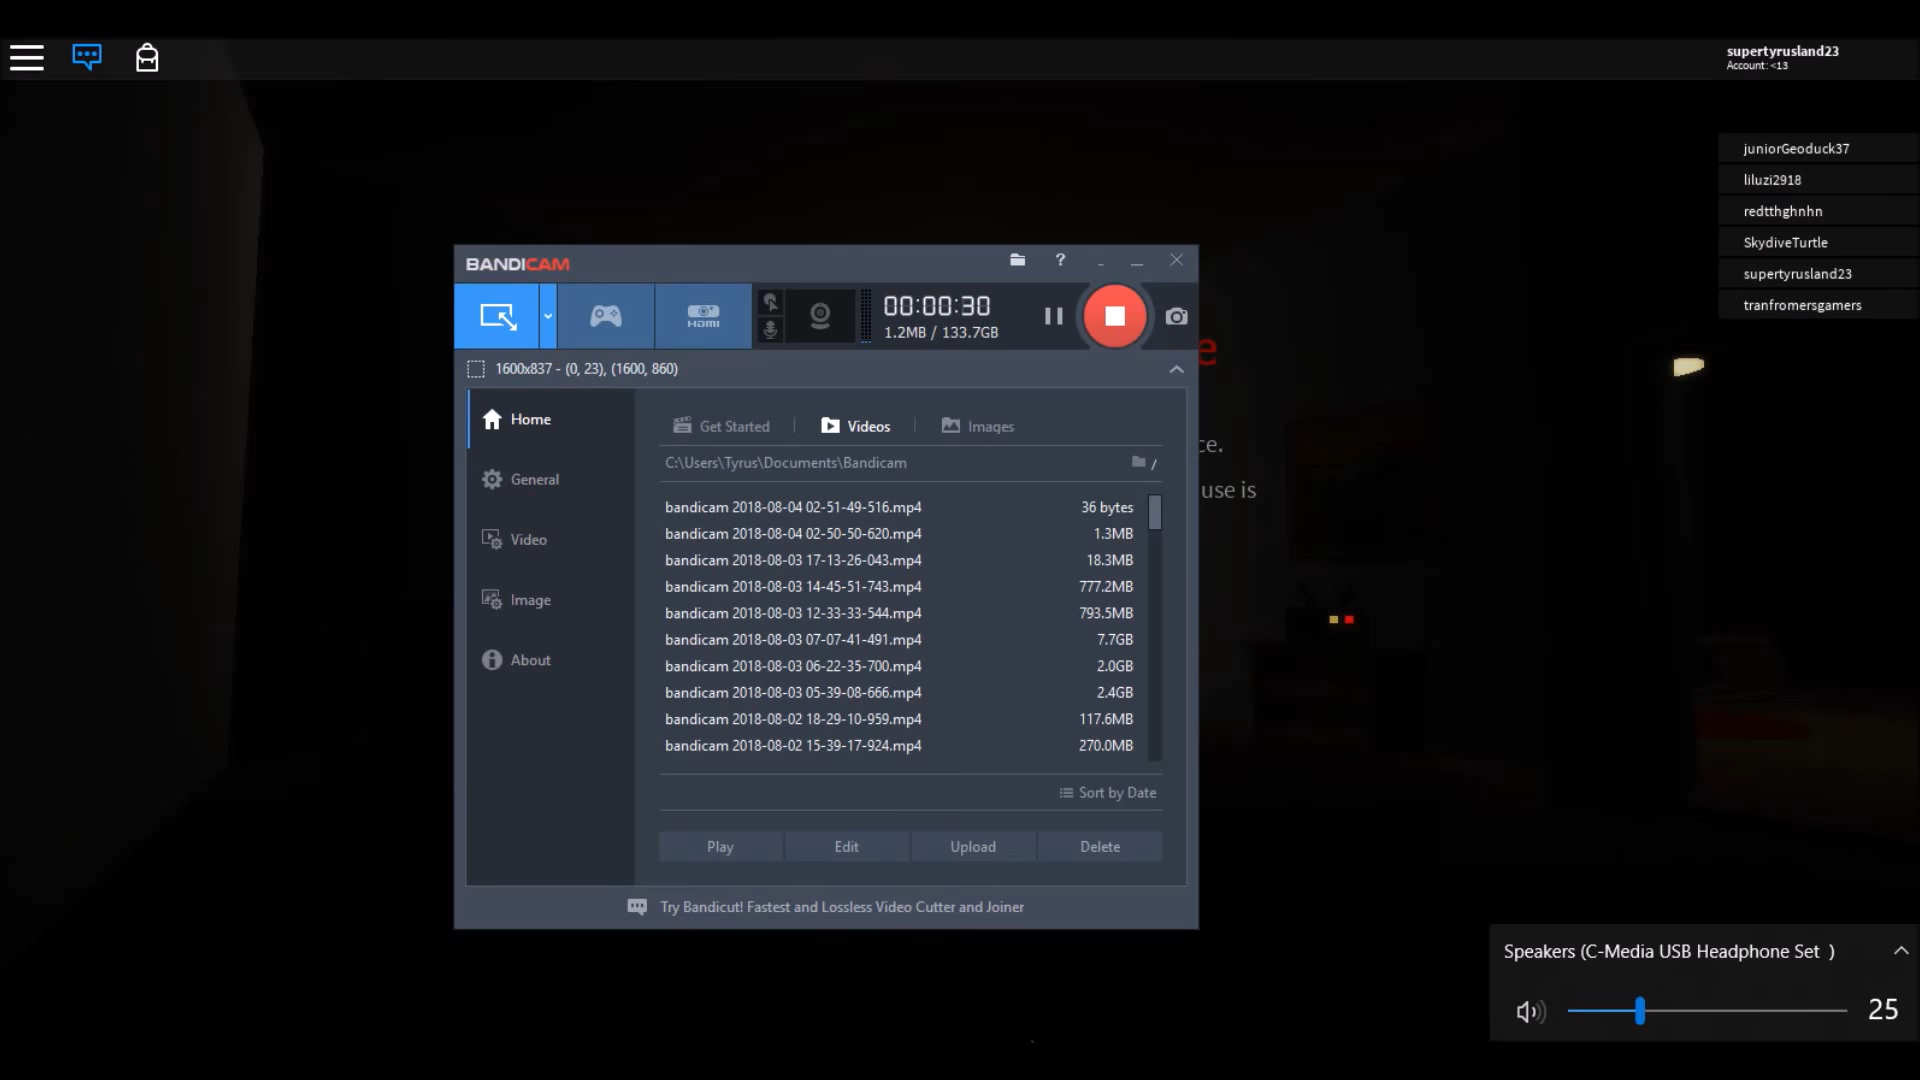 supertyrusland23
Account: <13
juniorGeoduck37
liluzi2918
redtthghnhn
SkydiveTurtle
supertyrusland23
tranfromersgamers
BANDICAM
?
HDMI
00:00:30
1.2MB / 133.7GB
e
1600x837 - (0, 23), (1600, 860)
Home
General
Video
Image
About
Get Started
Videos
Images
C:\Users\Tyrus\Documents\Bandicam
/
ce.
use is
bandicam 2018-08-04 02-51-49-516.mp4 36 bytes
bandicam 2018-08-04 02-50-50-620.mp4 1.3MB
bandicam 2018-08-03 17-13-26-043.mp4 18.3MB
bandicam 2018-08-03 14-45-51-743.mp4 777.2MB
bandicam 2018-08-03 12-33-33-544.mp4 793.5MB
bandicam 2018-08-03 07-07-41-491.mp4 7.7GB
bandicam 2018-08-03 06-22-35-700.mp4 2.0GB
bandicam 2018-08-03 05-39-08-666.mp4 2.4GB
bandicam 2018-08-02 18-29-10-959.mp4 117.6MB
bandicam 2018-08-02 15-39-17-924.mp4 270.0MB
Sort by Date
Play Edit Upload Delete
Try Bandicut! Fastest and Lossless Video Cutter and Joiner
Speakers (C-Media USB Headphone Set )
25